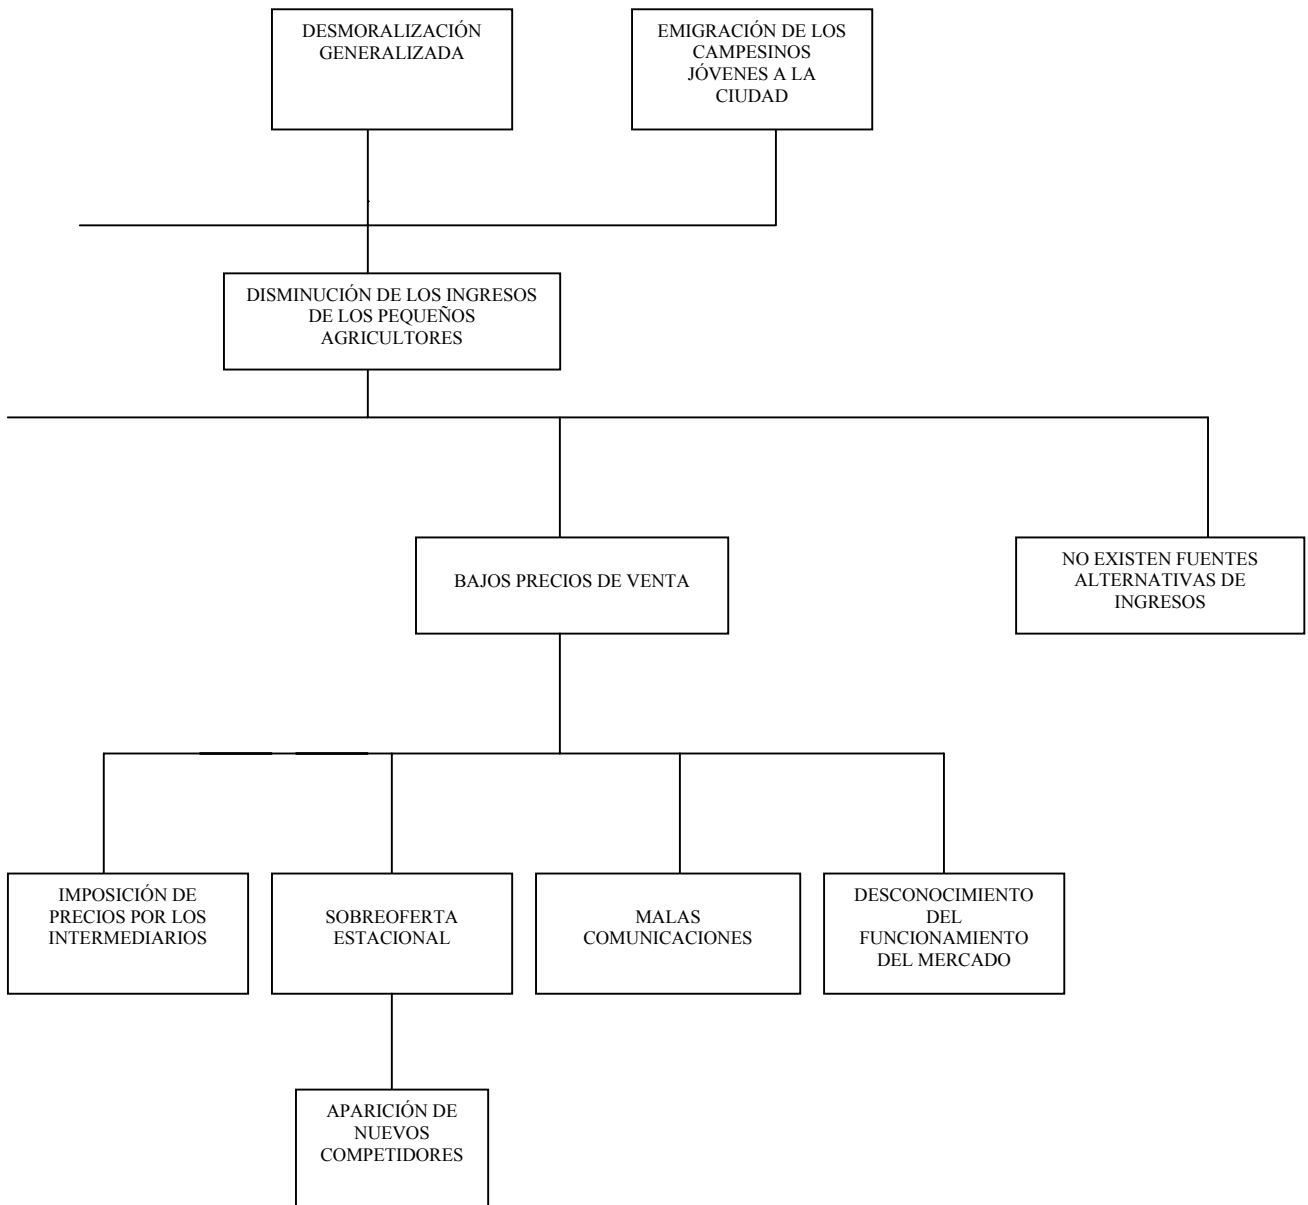 DESMORALIZACIÓN
GENERALIZADA
EMIGRACIÓN DE LOS
CAMPESINOS
JÓVENES A LA
CIUDAD
DISMINUCIÓN DE LOS INGRESOS
DE LOS PEQUEÑOS
AGRICULTORES
BAJOS PRECIOS DE VENTA
NO EXISTEN FUENTES
ALTERNATIVAS DE
INGRESOS
IMPOSICIÓN DE
PRECIOS POR LOS
INTERMEDIARIOS
SOBREOFERTA
ESTACIONAL
MALAS
COMUNICACIONES
DESCONOCIMIENTO
DEL
FUNCIONAMIENTO
DEL MERCADO
APARICIÓN DE
NUEVOS
COMPETIDORES